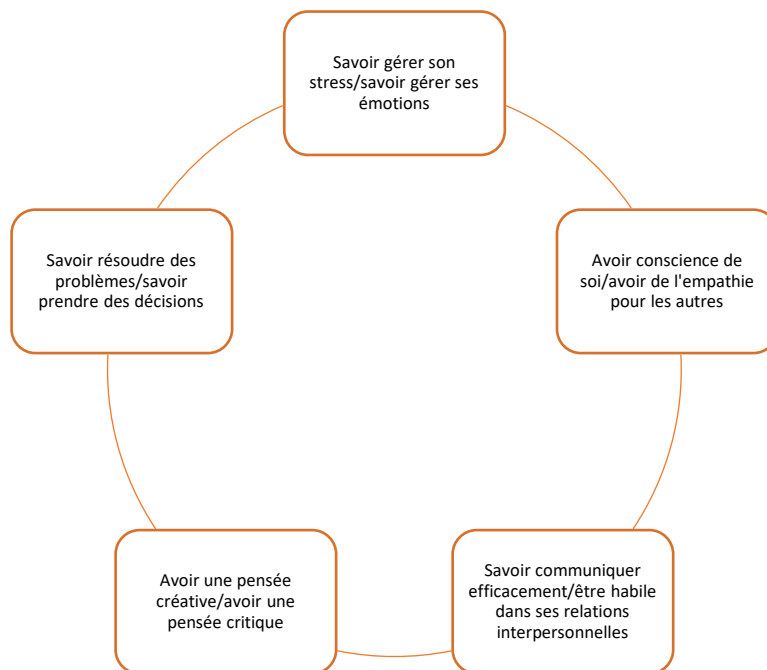 Savoir gérer son
stress/savoir gérer ses
émotions
Avoir conscience de
soi/avoir de l'empathie
pour les autres
Savoir communiquer
efficacement/être habile
dans ses relations
interpersonnelles
Avoir une pensée
créative/avoir une
pensée critique
Savoir résoudre des
problèmes/savoir
prendre des décisions